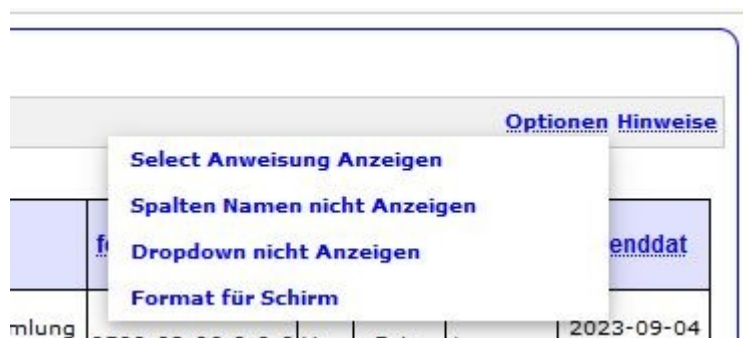 Optionen Hinweise
Select Anweisung Anzeigen
Spalten Namen nicht Anzeigen
enddat
Dropdown nicht Anzeigen
Format für Schirm
mlung
2023-09-04